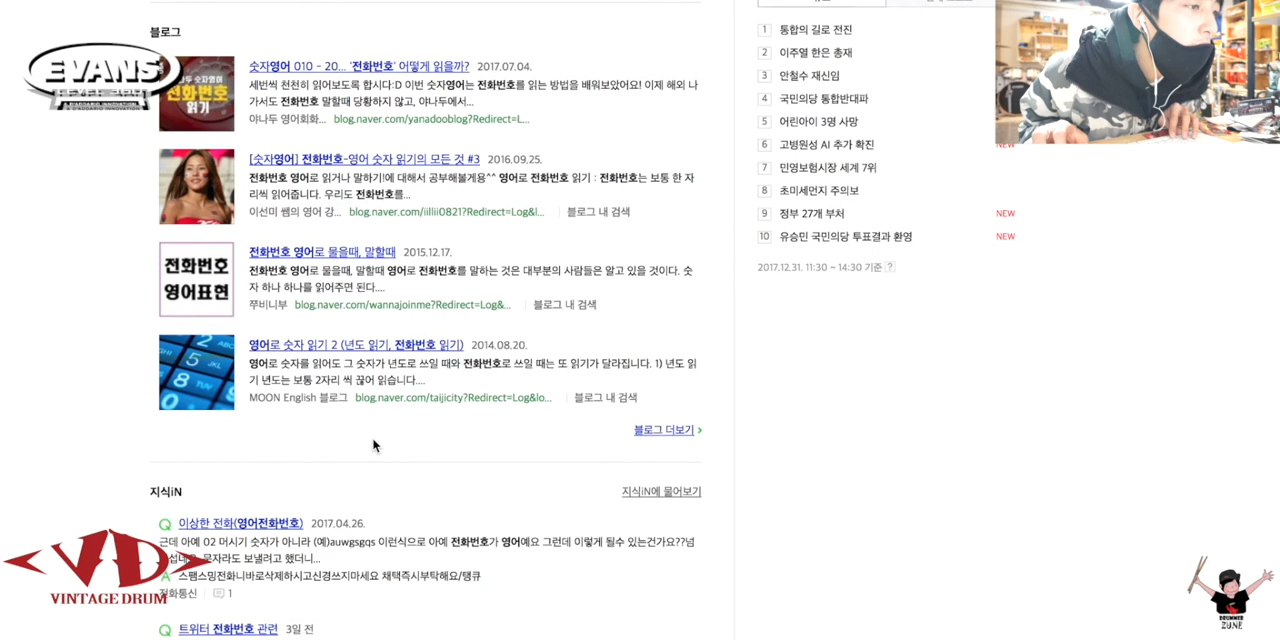 블로그
숫자영어 010 - 20... '전화번호' 어떻게 읽을까? 2017.07.04.
세번씩 천천히 읽어보도록 합시다:D 이번 숫자영어는 전화번호를 읽는 방법을 배워보았어요! 이제 해외 나
가서도 전화번호 말할때 당황하지 않고, 야나두에서...
야나두 영어회화... blog.naver.com/yanadooblog?Redirect=L...
전화번호
읽기
EVANS
[숫자영어] 전화번호-영어 숫자 읽기의 모든 것 #3 2016.09.25.
전화번호 영어로 읽거나 말하기!에 대해서 공부해볼게용^^ 영어로 전화번호 읽기 : 전화번호는 보통 한 자
리씩 읽어줍니다. 우리도 전화번호를...
이선미 쌤의 영어 강... blog.naver.com/iillii0821?Redirect=Log&l... 블로그 내 검색
전화번호 영어로 물을때, 말할때 2015.12.17.
전화번호 영어로 물을때, 말할때 영어로 전화번호를 말하는 것은 대부분의 사람들은 알고 있을 것이다. 숫
자 하나 하나를 읽어주면 된다....
쭈비니부 blog.naver.com/wannajoinme?Redirect=Log&... 블로그 내 검색
전화번호
영어표현
영어로 숫자 읽기 2 (년도 읽기, 전화번호 읽기) 2014.08.20.
영어로 숫자를 읽어도 그 숫자가 년도로 쓰일 때와 전화번호로 쓰일 때는 또 읽기가 달라집니다. 1) 년도 읽
기 년도는 보통 2자리 씩 끊어 읽습니다....
MOON English 블로그 blog.naver.com/taijicity?Redirect=Log&lo... 블로그 내 검색
블로그 더보기
지식iN 지식iN에 물어보기
Q 이상한 전화(영어전화번호) 2017.04.26.
근데 아예 02 머시기 숫자가 아니라 (예)auwgsgqs 이런식으로 아예 전화번호가 영어예요 그런데 이렇게 될수 있는건가요??넘
문자라도 보낼려고 했더니...
A 스팸스밍전화니바로삭제하시고신경쓰지마세요 채택즉시부탁해요/탱큐
전화통신 1
Q 트위터 전화번호 관련 3일 전
VD
VINTAGE DRUM
1 통합의 길로 전진
2 이주열 한은 총재
3 안철수 재신임
4 국민의당 통합반대파
5 어린아이 3명 사망
6 고병원성 AI 추가 확진 NEW
7 민영보험시장 세계 7위
8 초미세먼지 주의보
9 정부 27개 부처 NEW
10 유승민 국민의당 투표결과 환영 NEW
2017.12.31. 11:30 ~ 14:30 기준 ?
DRUMMER
ZUNE